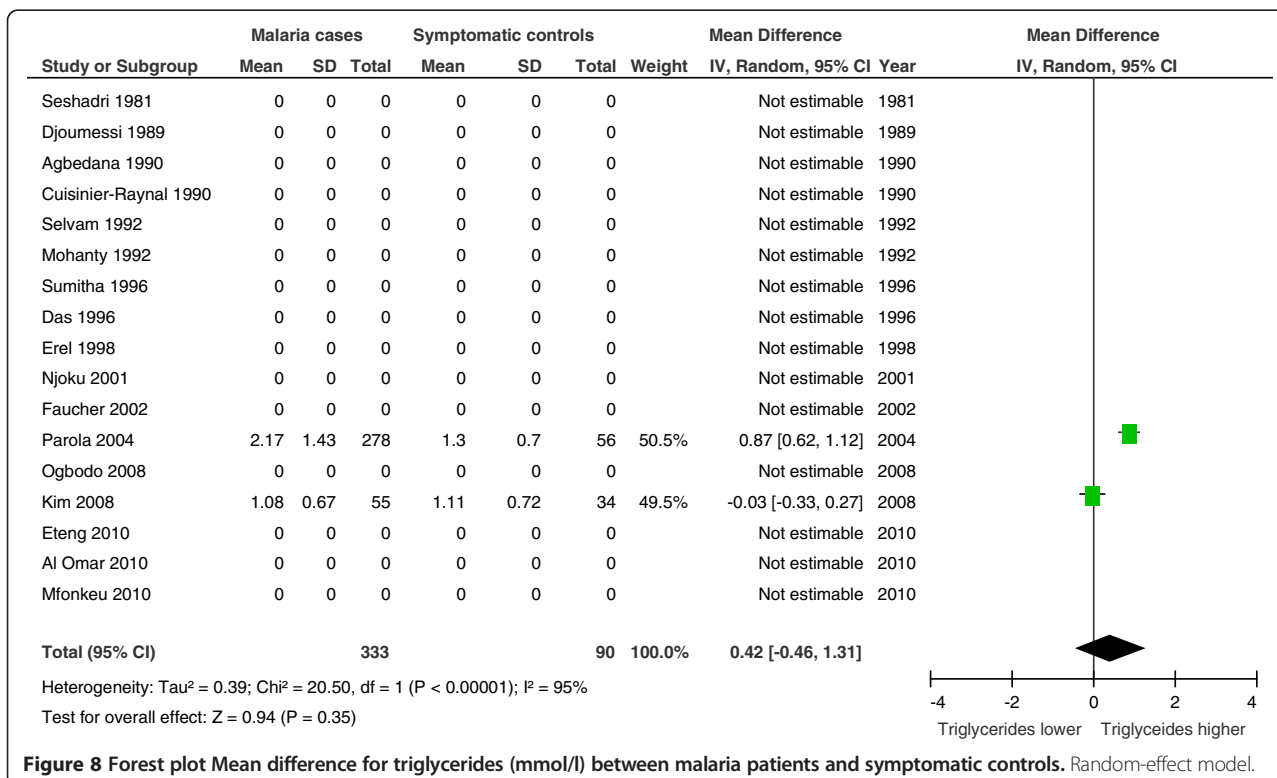 Malaria cases Symptomatic controls Mean Difference Mean Difference
Study or Subgroup Mean SD Total Mean SD Total Weight IV, Random, 95% CI Year IV, Random, 95% CI
Seshadri 1981 0 0 0 0 0 0 Not estimable 1981
Djoumessi 1989 0 0 0 0 0 0 Not estimable 1989
Agbedana 1990 0 0 0 0 0 0 Not estimable 1990
Cuisinier-Raynal 1990 0 0 0 0 0 0 Not estimable 1990
Selvam 1992 0 0 0 0 0 0 Not estimable 1992
Mohanty 1992 0 0 0 0 0 0 Not estimable 1992
Sumitha 1996 0 0 0 0 0 0 Not estimable 1996
Das 1996 0 0 0 0 0 0 Not estimable 1996
Erel 1998 0 0 0 0 0 0 Not estimable 1998
Njoku 2001 0 0 0 0 0 0 Not estimable 2001
Faucher 2002 0 0 0 0 0 0 Not estimable 2002
Parola 2004 2.17 1.43 278 1.3 0.7 56 50.5% 0.87 [0.62, 1.12] 2004
Ogbodo 2008 0 0 0 0 0 0 Not estimable 2008
Kim 2008 1.08 0.67 55 1.11 0.72 34 49.5% -0.03 [-0.33, 0.27] 2008
Eteng 2010 0 0 0 0 0 0 Not estimable 2010
Al Omar 2010 0 0 0 0 0 0 Not estimable 2010
Mfonkeu 2010 0 0 0 0 0 0 Not estimable 2010
Total (95% CI) 333 90 100.0% 0.42 [-0.46, 1.31]
Heterogeneity: Tau² = 0.39; Chi² = 20.50, df = 1 (P < 0.00001); I² = 95%
Test for overall effect: Z = 0.94 (P = 0.35)
-4 -2 0 2 4
Triglycerides lower Triglyceides higher
Figure 8 Forest plot Mean difference for triglycerides (mmol/l) between malaria patients and symptomatic controls. Random-effect model.